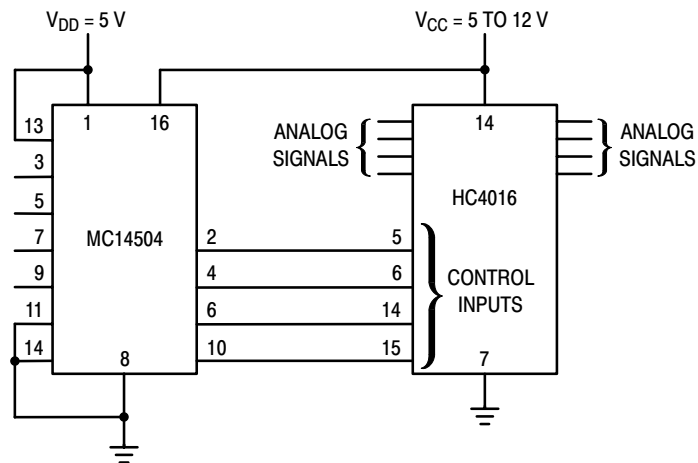 VDD = 5 V
VCC = 5 TO 12 V
13
1
16
3
5
7
9
11
14
MC14504
2
4
6
10
8
ANALOG
SIGNALS
14
ANALOG
SIGNALS
HC4016
5
6
14
15
CONTROL
INPUTS
7